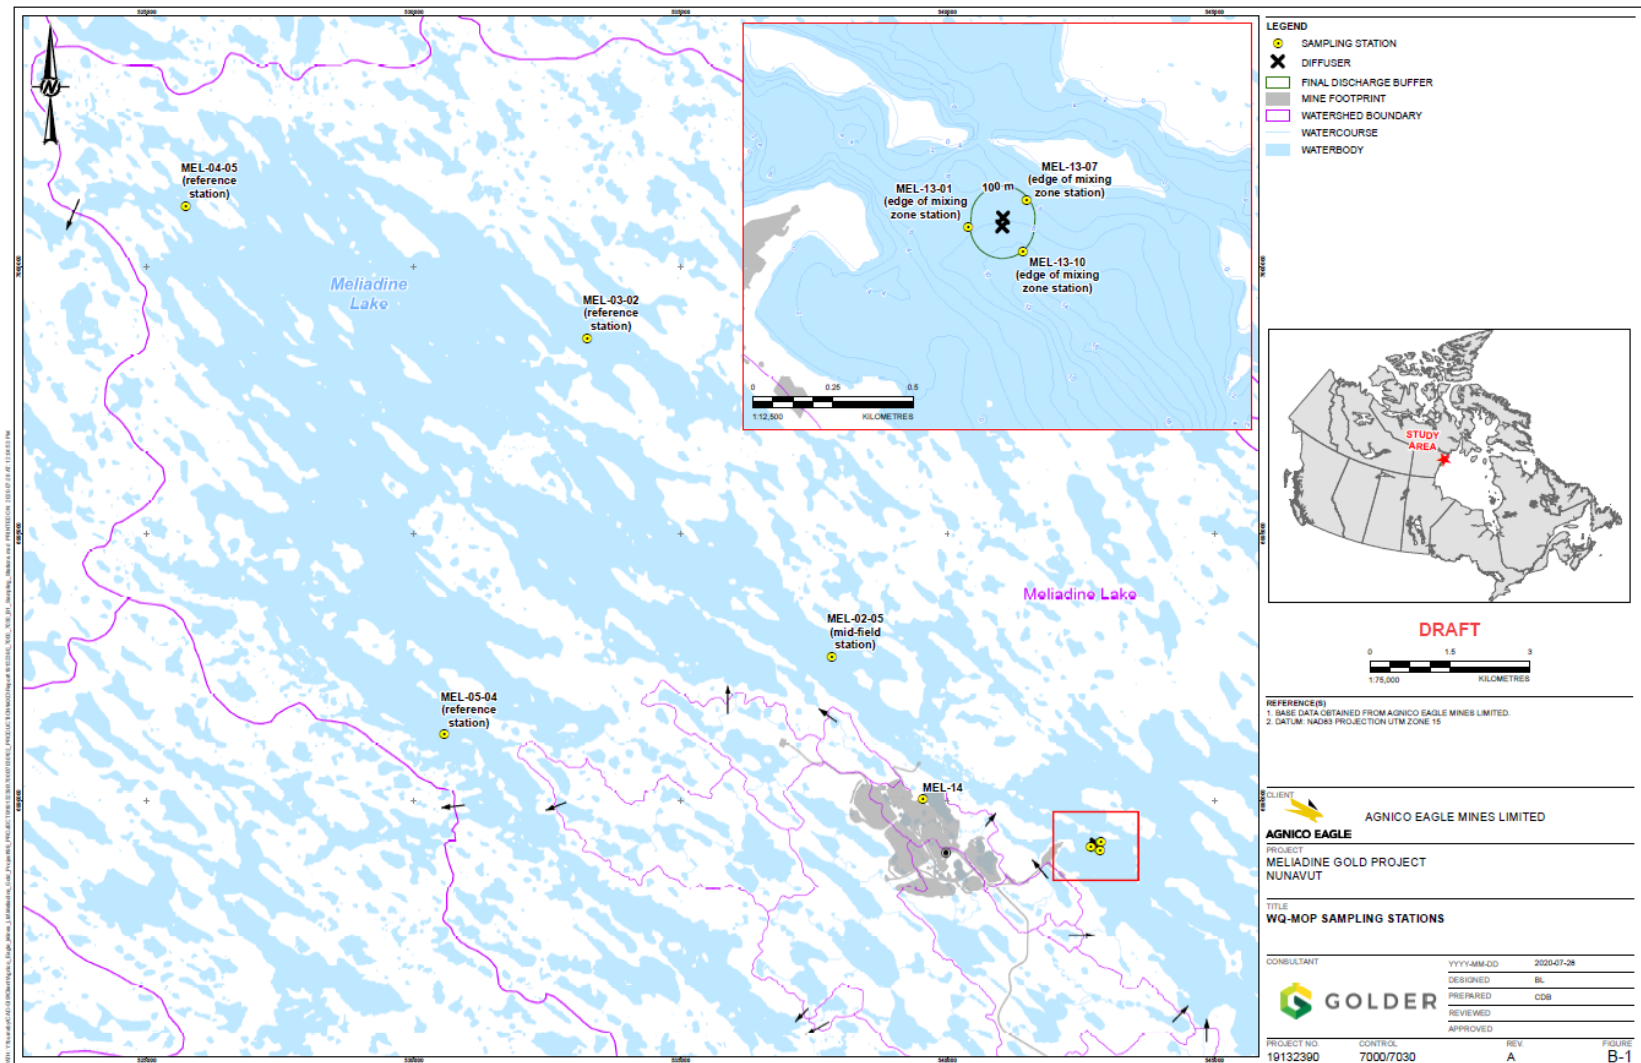 N
MEL-04-05
(reference
station)
Meliadine
Lake
MEL-03-02
(reference
station)
MEL-13-07
(edge of mixing
zone station)
100 m
MEL-13-01
(edge of mixing
zone station)
MEL-13-10
(edge of mixing
zone station)
0 0.25 0.5
1:12,500 KILOMETRES
Meliadine Lake
MEL-02-05
(mid-field
station)
MEL-05-04
(reference
station)
MEL-14
LEGEND
SAMPLING STATION
DIFFUSER
FINAL DISCHARGE BUFFER
MINE FOOTPRINT
WATERSHED BOUNDARY
WATERCOURSE
WATERBODY
STUDY
AREA
DRAFT
0 1.5 3
1:75,000 KILOMETRES
REFERENCE(S)
1. BASE DATA OBTAINED FROM AGNICO EAGLE MINES LIMITED.
2. DATUM: NAD83 PROJECTION UTM ZONE 15
CLIENT
AGNICO EAGLE MINES LIMITED
AGNICO EAGLE
PROJECT
MELIADINE GOLD PROJECT
NUNAVUT
TITLE
WQ-MOP SAMPLING STATIONS
CONSULTANT
GOLDER
YYYY-MM-DD 2020-07-28
DESIGNED BL
PREPARED CDB
REVIEWED
APPROVED
PROJECT NO. CONTROL REV. FIGURE
19132390 7000/7030 A B-1